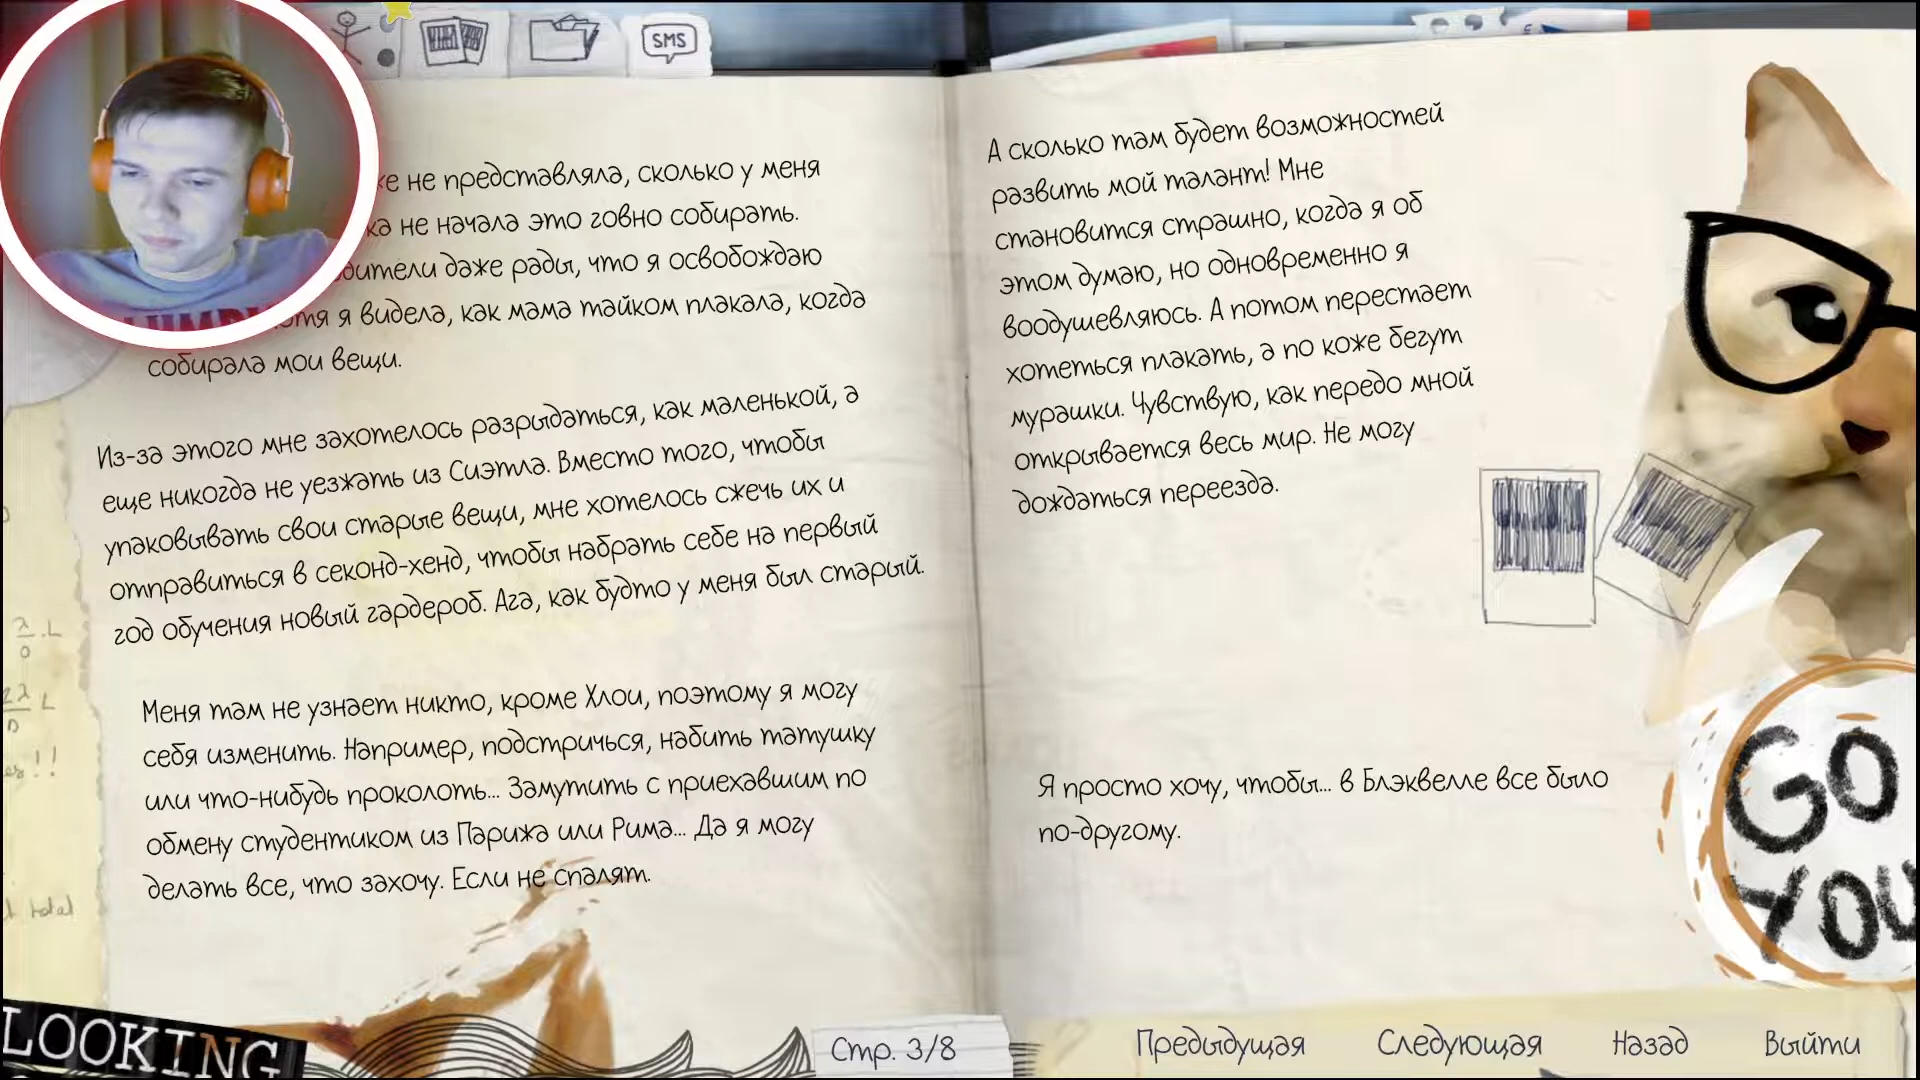 SMS
не представляла, сколько у меня
не начала это говно собирать.
даже рады, что я освобождаю
я видела, как мама тайком плакала, когда
собирала мои вещи.
Из-за этого мне захотелось разрыдаться, как маленькой, а
еще никогда не уезжать из Сиэтла. Вместо того, чтобы
упаковывать свои старые вещи, мне хотелось сжечь их и
отправиться в секонд-хенд, чтобы набрать себе на первый
год обучения новый гардероб. Ага, как будто у меня был старый.
Меня там не узнает никто, кроме Хлои, поэтому я могу
себя изменить. Например, подстричься, набить татушку
или что-нибудь проколоть... Замутить с приехавшим по
обмену студентиком из Парижа или Рима... Да я могу
делать все, что захочу. Если не спалят.
А сколько там будет возможностей
развить мой талант! Мне
становится страшно, когда я об
этом думаю, но одновременно я
воодушевляюсь. А потом перестает
хотеться плакать, а по коже бегут
мурашки. Чувствую, как передо мной
открывается весь мир. Не могу
дождаться переезда.
Я просто хочу, чтобы... в Блэквелле все было
по-другому.
GO
YOU
total
LOOKING
Стр. 3/8
Предыдущая
Следующая
Назад
Выйти